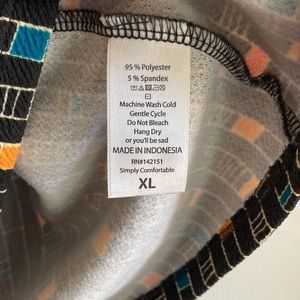 95 % Polyester
5 % Spandex
Machine Wash Cold
Gentle Cycle
Do Not Bleach
Hang Dry
or you'll be sad
MADE IN INDONESIA
RN#142151
Simply Comfortable
XL